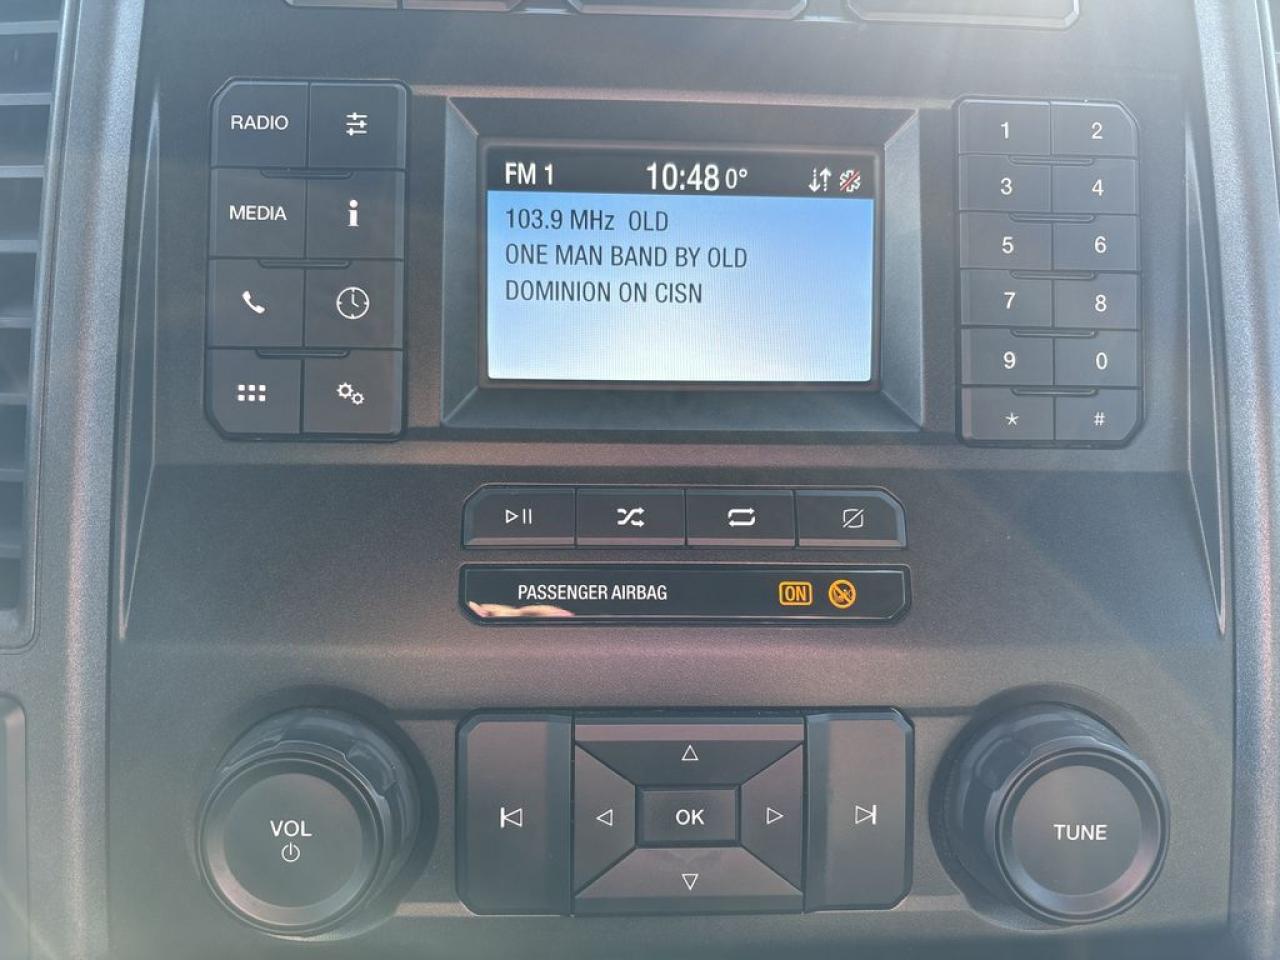 RADIO
MEDIA
i
FM 1 10:48 0°
103.9 MHz OLD
ONE MAN BAND BY OLD
DOMINION ON CISN
1 2
3 4
5 6
7 8
9 0
* #
PASSENGER AIRBAG ON
VOL
OK
TUNE